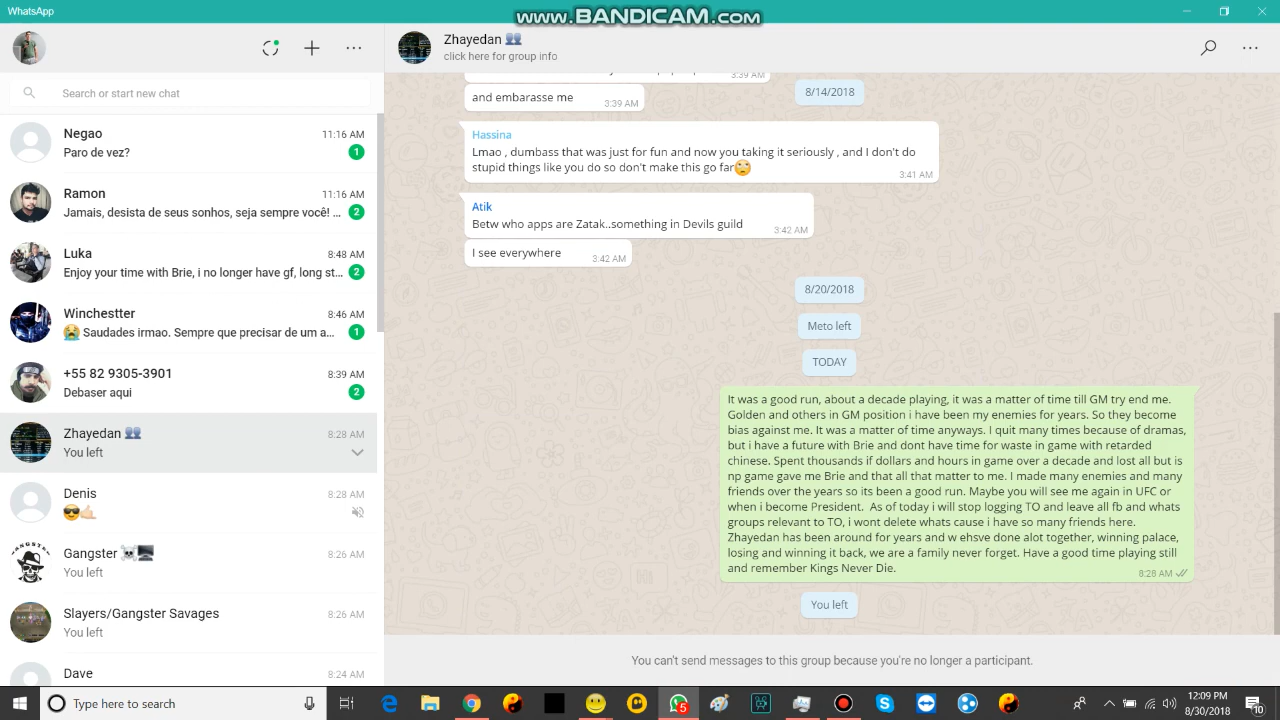 WhatsApp
www.BANDICAM.com
Zhayedan
click here for group info
Search or start new chat
Negao 11:16 AM
Paro de vez? 1
Ramon 11:16 AM
Jamais, desista de seus sonhos, seja sempre você! ... 2
Luka 8:48 AM
Enjoy your time with Brie, i no longer have gf, long st... 2
Winchestter 8:46 AM
😭 Saudades irmao. Sempre que precisar de um a... 1
+55 82 9305-3901 8:39 AM
Debaser aqui 2
Zhayedan 8:28 AM
You left
Denis 8:28 AM
Gangster 8:26 AM
You left
Slayers/Gangster Savages 8:26 AM
You left
Dave 8:24 AM
3:39 AM
and embarasse me 3:39 AM
8/14/2018
Hassina
Lmao , dumbass that was just for fun and now you taking it seriously , and I don't do
stupid things like you do so don't make this go far🙄
3:41 AM
Atik
Betw who apps are Zatak..something in Devils guild
3:42 AM
I see everywhere 3:42 AM
8/20/2018
Meto left
TODAY
It was a good run, about a decade playing, it was a matter of time till GM try end me.
Golden and others in GM position i have been my enemies for years. So they become
bias against me. It was a matter of time anyways. I quit many times because of dramas,
but i have a future with Brie and dont have time for waste in game with retarded
chinese. Spent thousands if dollars and hours in game over a decade and lost all but is
np game gave me Brie and that all that matter to me. I made many enemies and many
friends over the years so its been a good run. Maybe you will see me again in UFC or
when i become President. As of today i will stop logging TO and leave all fb and whats
groups relevant to TO, i wont delete whats cause i have so many friends here.
Zhayedan has been around for years and w ehsve done alot together, winning palace,
losing and winning it back, we are a family never forget. Have a good time playing still
and remember Kings Never Die.
8:28 AM
You left
You can't send messages to this group because you're no longer a participant.
Type here to search
5
12:09 PM
8/30/2018
10